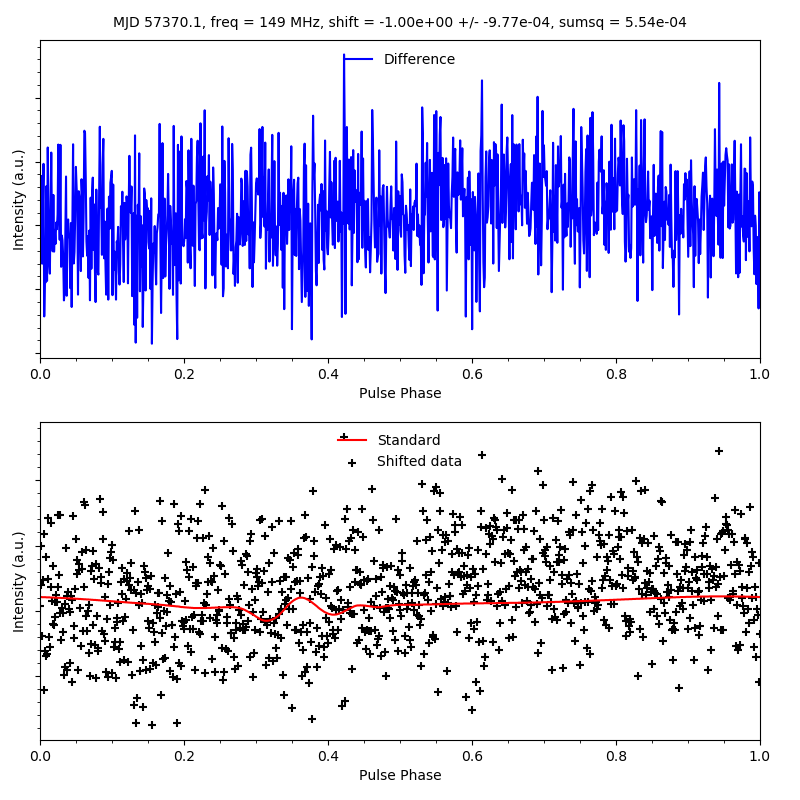 MJD 57370.1, freq = 149 MHz, shift = -1.00e+00 +/- -9.77e-04, sumsq = 5.54e-04
Difference
Intensity (a.u.)
0.0 0.2 0.4 0.6 0.8 1.0
Pulse Phase
Standard
Shifted data
Intensity (a.u.)
0.0 0.2 0.4 0.6 0.8 1.0
Pulse Phase